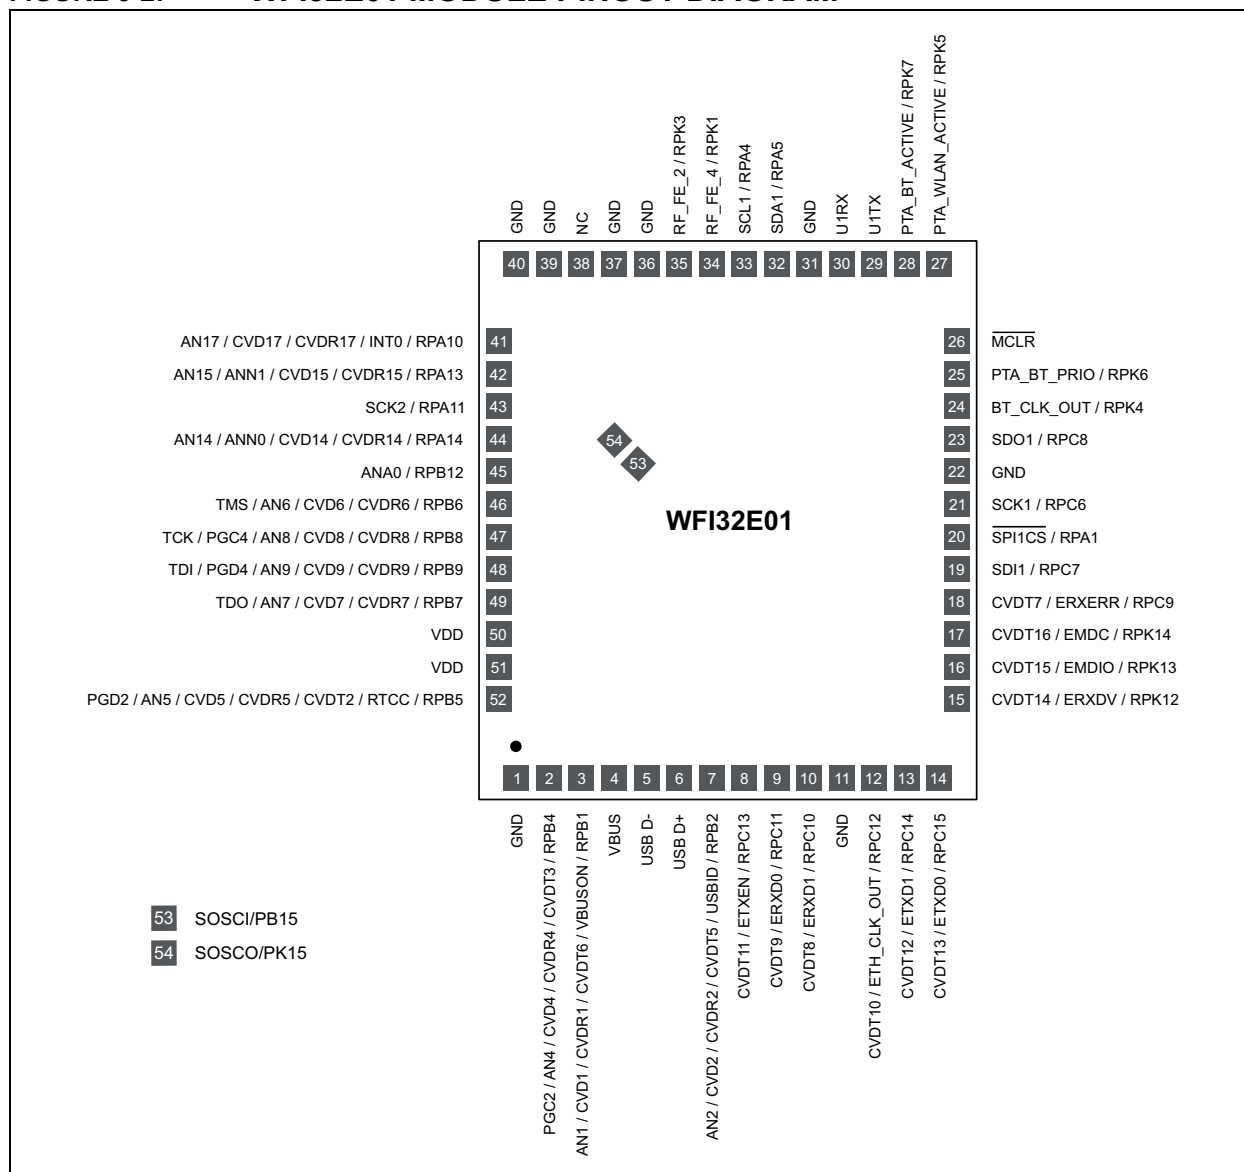 GND
GND
NC
GND
GND
RF_FE_2 / RPK3
RF_FE_4 / RPK1
SCL1 / RPA4
SDA1 / RPA5
GND
U1RX
U1TX
PTA_BT_ACTIVE / RPK7
PTA_WLAN_ACTIVE / RPK5
40 39 38 37 36 35 34 33 32 31 30 29 28 27
AN17 / CVD17 / CVDR17 / INT0 / RPA10 41
AN15 / ANN1 / CVD15 / CVDR15 / RPA13 42
SCK2 / RPA11 43
AN14 / ANN0 / CVD14 / CVDR14 / RPA14 44
ANA0 / RPB12 45
TMS / AN6 / CVD6 / CVDR6 / RPB6 46
TCK / PGC4 / AN8 / CVD8 / CVDR8 / RPB8 47
TDI / PGD4 / AN9 / CVD9 / CVDR9 / RPB9 48
TDO / AN7 / CVD7 / CVDR7 / RPB7 49
VDD 50
VDD 51
PGD2 / AN5 / CVD5 / CVDR5 / CVDT2 / RTCC / RPB5 52
54
53
WFI32E01
26 MCLR
25 PTA_BT_PRIO / RPK6
24 BT_CLK_OUT / RPK4
23 SDO1 / RPC8
22 GND
21 SCK1 / RPC6
20 SPI1CS / RPA1
19 SDI1 / RPC7
18 CVDT7 / ERXERR / RPC9
17 CVDT16 / EMDC / RPK14
16 CVDT15 / EMDIO / RPK13
15 CVDT14 / ERXDV / RPK12
1 2 3 4 5 6 7 8 9 10 11 12 13 14
GND
PGC2 / AN4 / CVD4 / CVDR4 / CVDT3 / RPB4
AN1 / CVD1 / CVDR1 / CVDT6 / VBUSON / RPB1
VBUS
USB D-
USB D+
AN2 / CVD2 / CVDR2 / CVDT5 / USBID / RPB2
CVDT11 / ETXEN / RPC13
CVDT9 / ERXD0 / RPC11
CVDT8 / ERXD1 / RPC10
GND
CVDT10 / ETH_CLK_OUT / RPC12
CVDT12 / ETXD1 / RPC14
CVDT13 / ETXD0 / RPC15
53 SOSCI/PB15
54 SOSCO/PK15